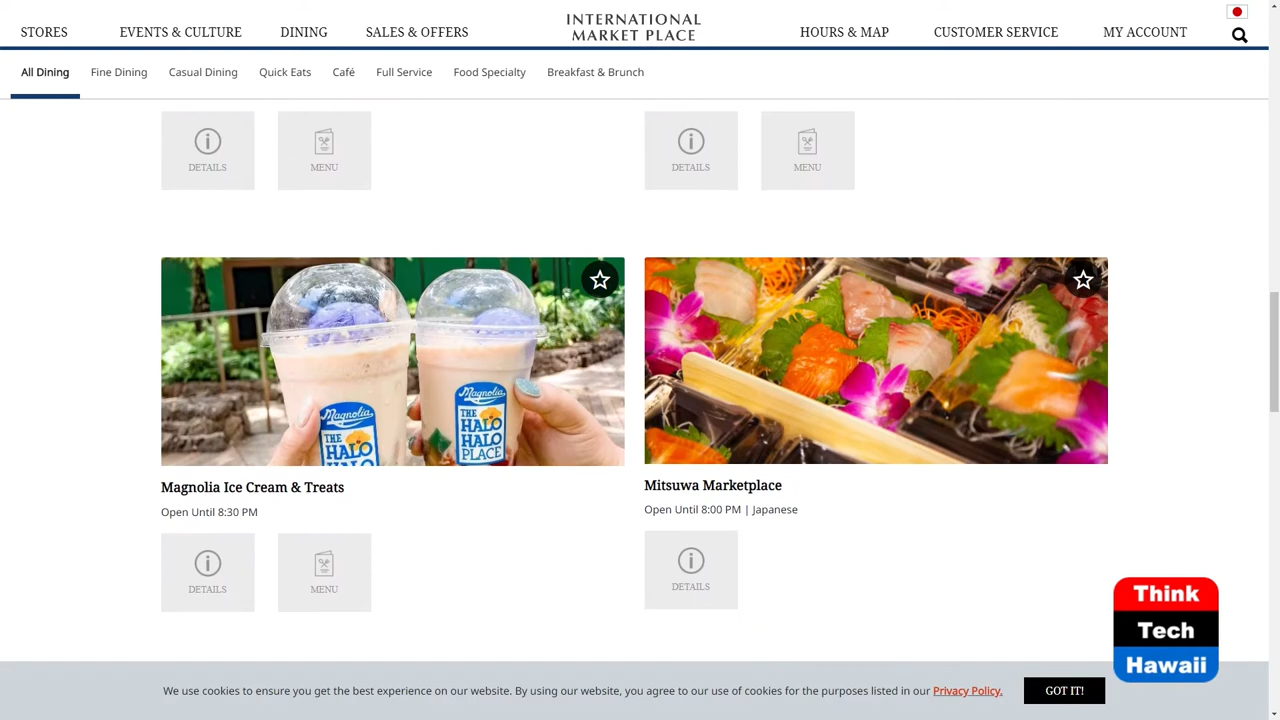 STORES
EVENTS & CULTURE
DINING
SALES & OFFERS
INTERNATIONAL
MARKET PLACE
HOURS & MAP
CUSTOMER SERVICE
MY ACCOUNT
All Dining
Fine Dining
Casual Dining
Quick Eats
Café
Full Service
Food Specialty
Breakfast & Brunch
DETAILS
MENU
DETAILS
MENU
Magnolia
THE
HALO
HALO
Magnolia
THE
HALO
HALO
PLACE
Magnolia Ice Cream & Treats
Open Until 8:30 PM
DETAILS
MENU
Mitsuwa Marketplace
Open Until 8:00 PM | Japanese
DETAILS
Think
Tech
Hawaii
We use cookies to ensure you get the best experience on our website. By using our website, you agree to our use of cookies for the purposes listed in our Privacy Policy.
GOT IT!